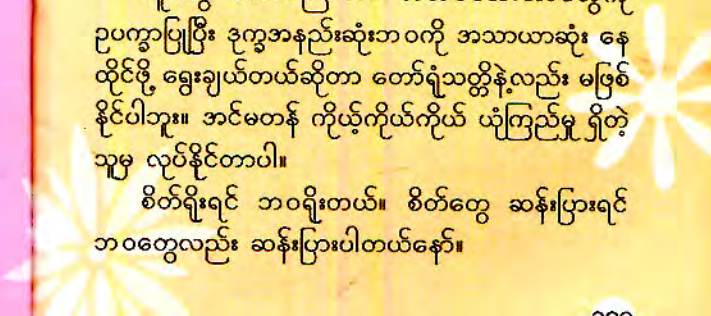 ဥပက္ခာပြုပြီး ဒုက္ခအနည်းဆုံးဘဝကို အသာယာဆုံး နေ
ထိုင်ဖို့ ရွေးချယ်တယ်ဆိုတာ တော်ရုံသတ္တိနဲ့လည်း မဖြစ်
နိုင်ပါဘူး။ အင်မတန် ကိုယ့်ကိုယ်ကိုယ် ယုံကြည်မှု ရှိတဲ့
သူမှ လုပ်နိုင်တာပါ။
စိတ်ရိုးရင် ဘဝရိုးတယ်။ စိတ်တွေ ဆန်းပြားရင်
ဘဝတွေလည်း ဆန်းပြားပါတယ်နော်။